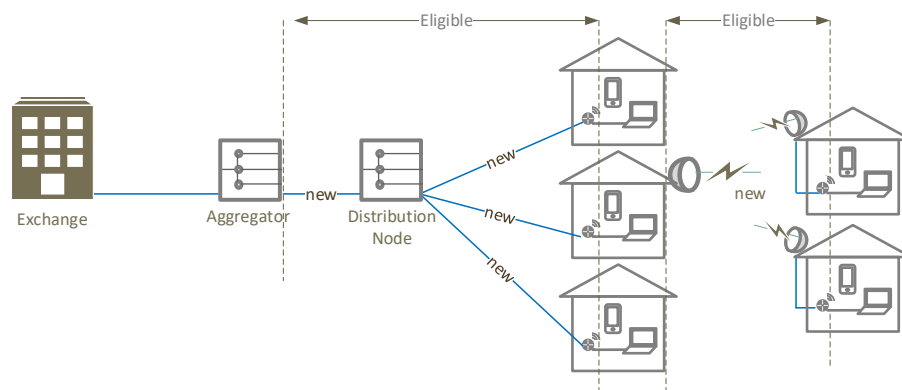 Eligible
Eligible
new
new
Exchange
Aggregator
new
Distribution
Node
new
new